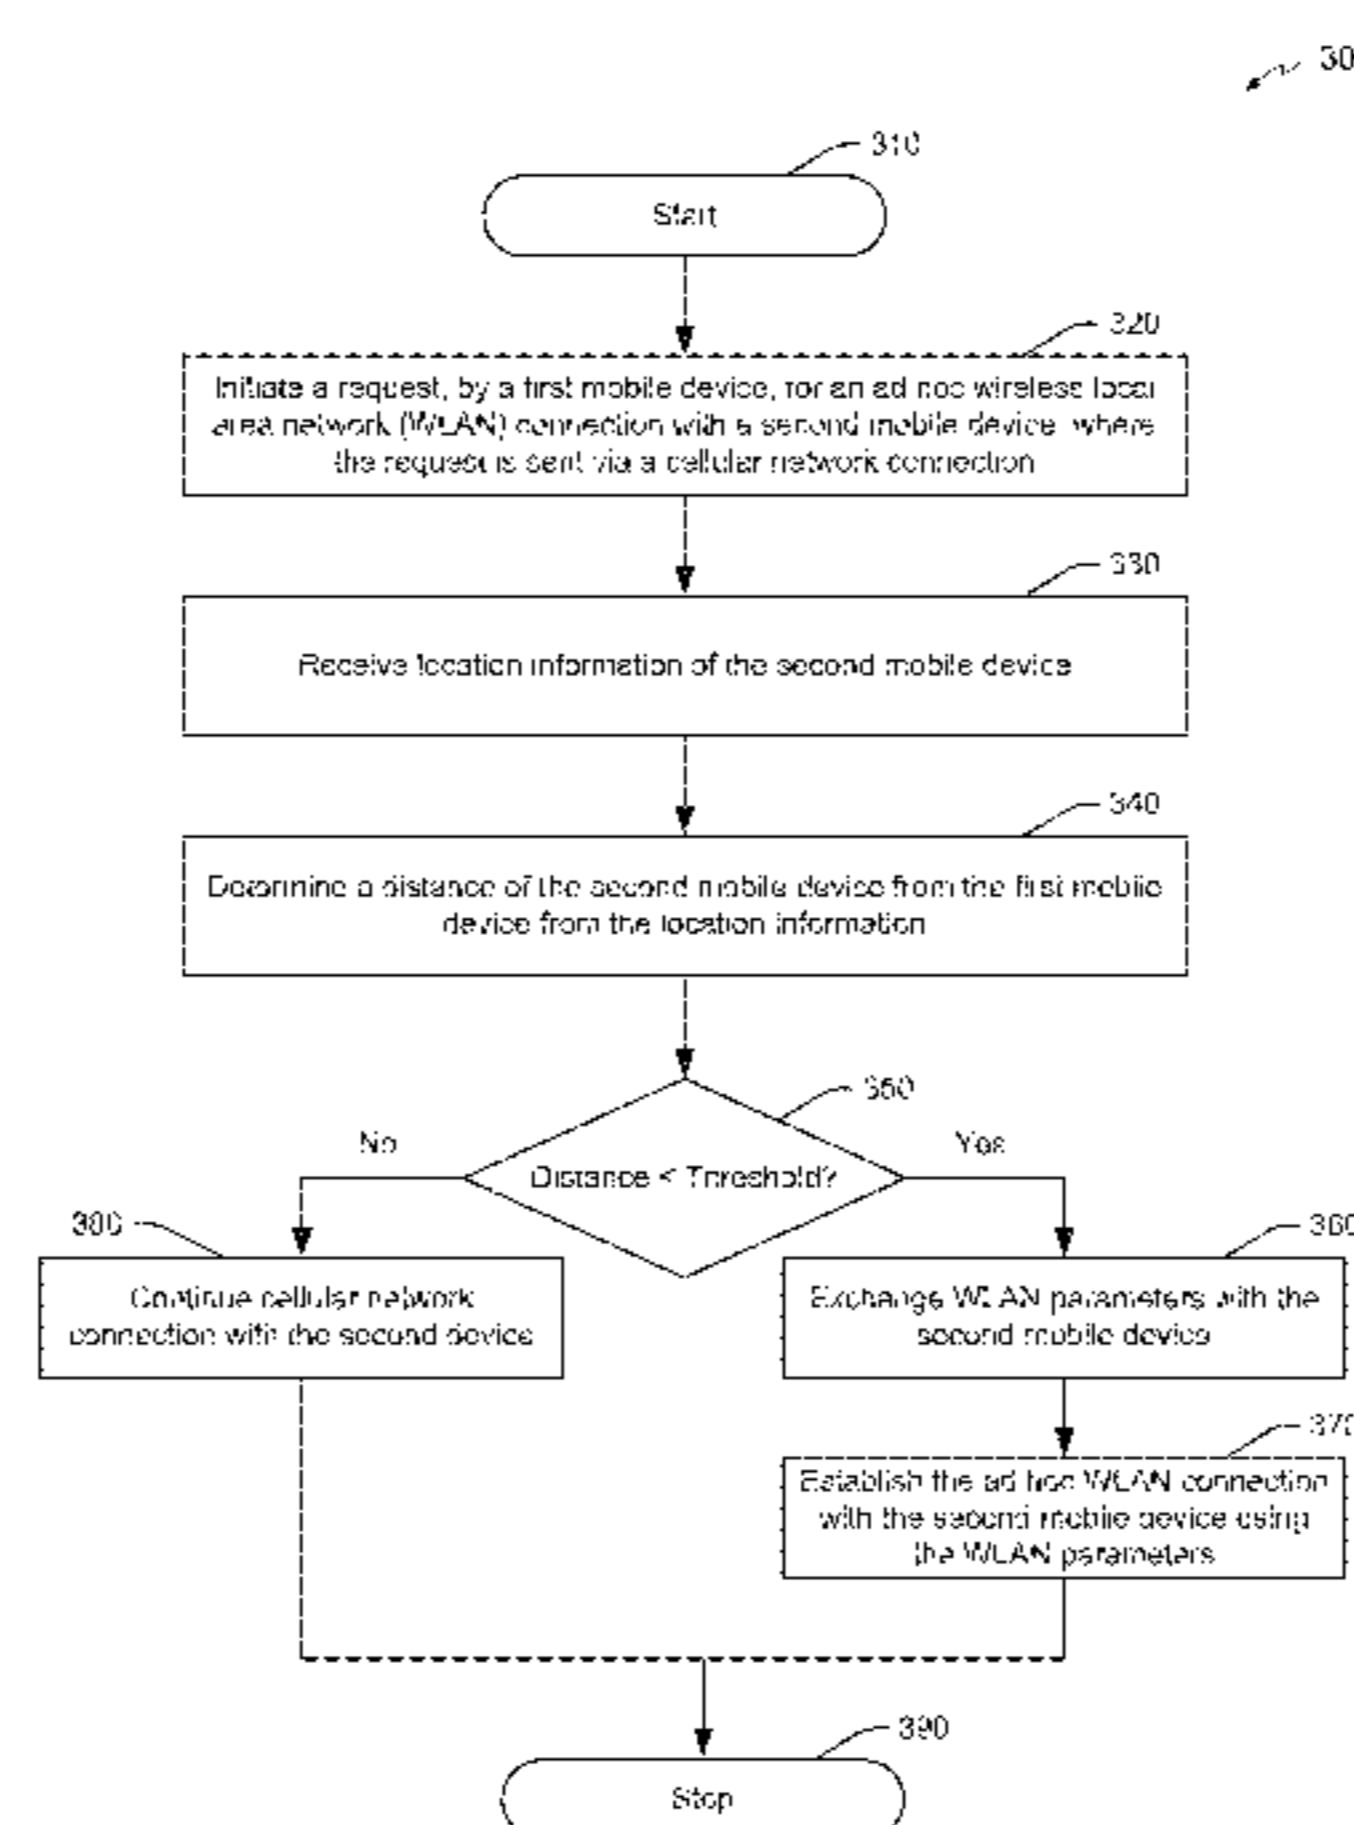 30
310
Start
320
Initiate a request, by a first mobile device, for an ad hoc wireless local
area network (WLAN) connection with a second mobile device, where
the request is sent via a cellular network connection
330
Receive location information of the second mobile device
340
Determine a distance of the second mobile device from the first mobile
device from the location information
350
No
Yes
Distance < Threshold?
380
360
Continue cellular network
connection with the second device
Exchange WLAN parameters with the
second mobile device
370
Establish the ad hoc WLAN connection
with the second mobile device using
the WLAN parameters
390
Stop